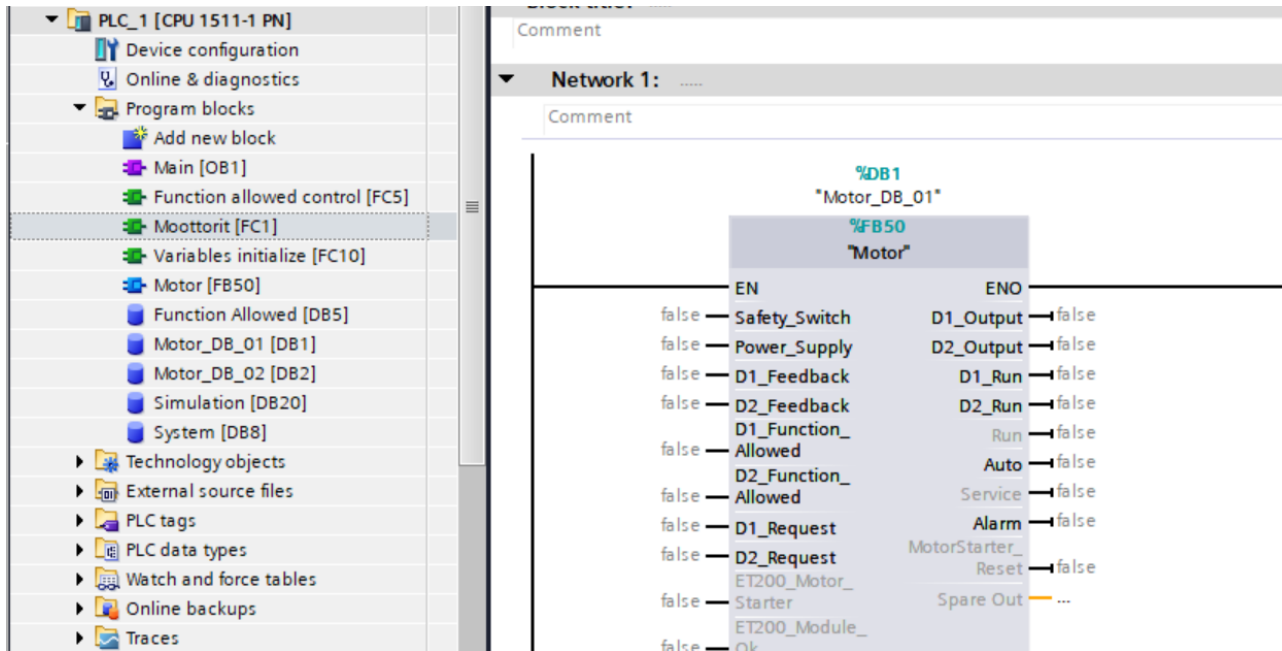 PLC_1 [CPU 1511-1 PN]
Device configuration
Online & diagnostics
Program blocks
Add new block
Main [OB1]
Function allowed control [FC5]
Moottorit [FC1]
Variables initialize [FC10]
Motor [FB50]
Function Allowed [DB5]
Motor_DB_01 [DB1]
Motor_DB_02 [DB2]
Simulation [DB20]
System [DB8]
Technology objects
External source files
PLC tags
PLC data types
Watch and force tables
Online backups
Traces
Block title: .....
Comment
Network 1: .....
Comment
%DB1
"Motor_DB_01"
%FB50
"Motor"
EN ENO
false Safety_Switch D1_Output false
false Power_Supply D2_Output false
false D1_Feedback D1_Run false
false D2_Feedback D2_Run false
D1_Function_
false Allowed Run false
D2_Function_ Auto false
false Allowed Service false
false D1_Request Alarm false
false D2_Request MotorStarter_
Reset false
ET200_Motor_
false Starter Spare Out ...
ET200_Module_
false Ok